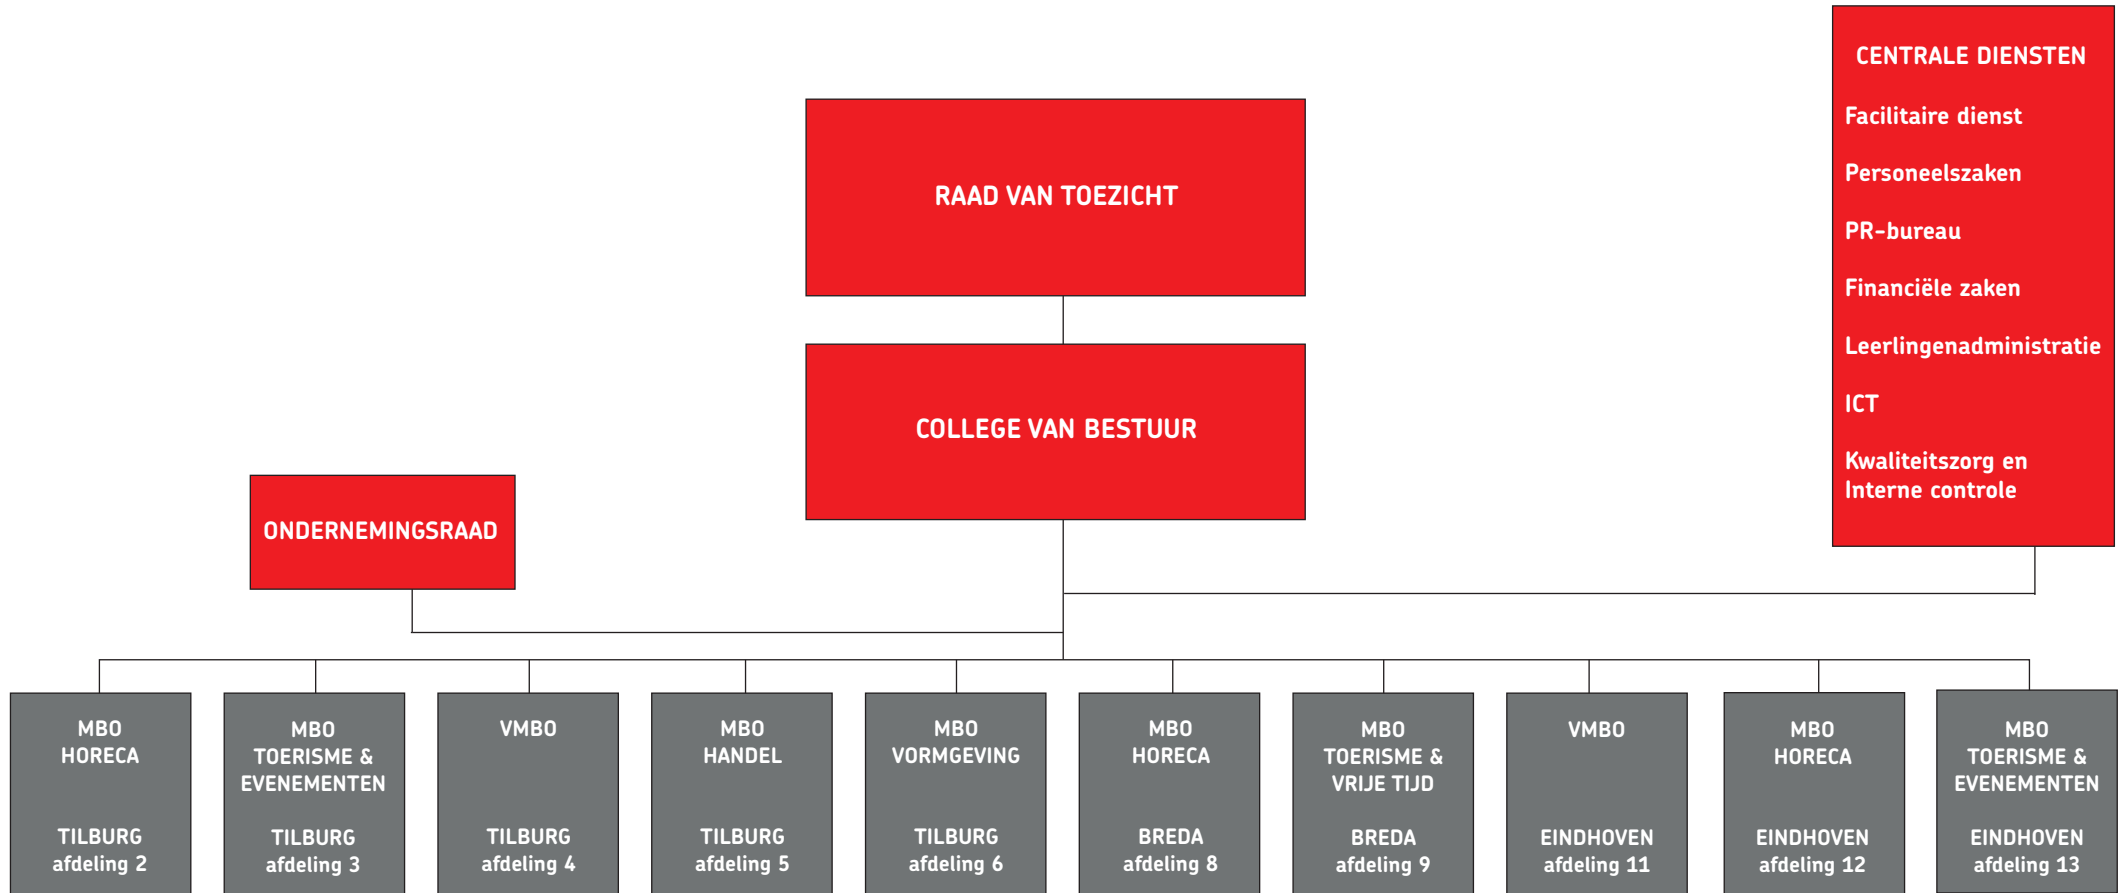 RAAD VAN TOEZICHT
COLLEGE VAN BESTUUR
ONDERNEMINGSRAAD
CENTRALE DIENSTEN
Facilitaire dienst
Personeelszaken
PR-bureau
Financiële zaken
Leerlingenadministratie
ICT
Kwaliteitszorg en
Interne controle
MBO
HORECA
TILBURG
afdeling 2
MBO
TOERISME &
EVENEMENTEN
TILBURG
afdeling 3
VMBO
TILBURG
afdeling 4
MBO
HANDEL
TILBURG
afdeling 5
MBO
VORMGEVING
TILBURG
afdeling 6
MBO
HORECA
BREDA
afdeling 8
MBO
TOERISME &
VRIJE TIJD
BREDA
afdeling 9
VMBO
EINDHOVEN
afdeling 11
MBO
HORECA
EINDHOVEN
afdeling 12
MBO
TOERISME &
EVENEMENTEN
EINDHOVEN
afdeling 13